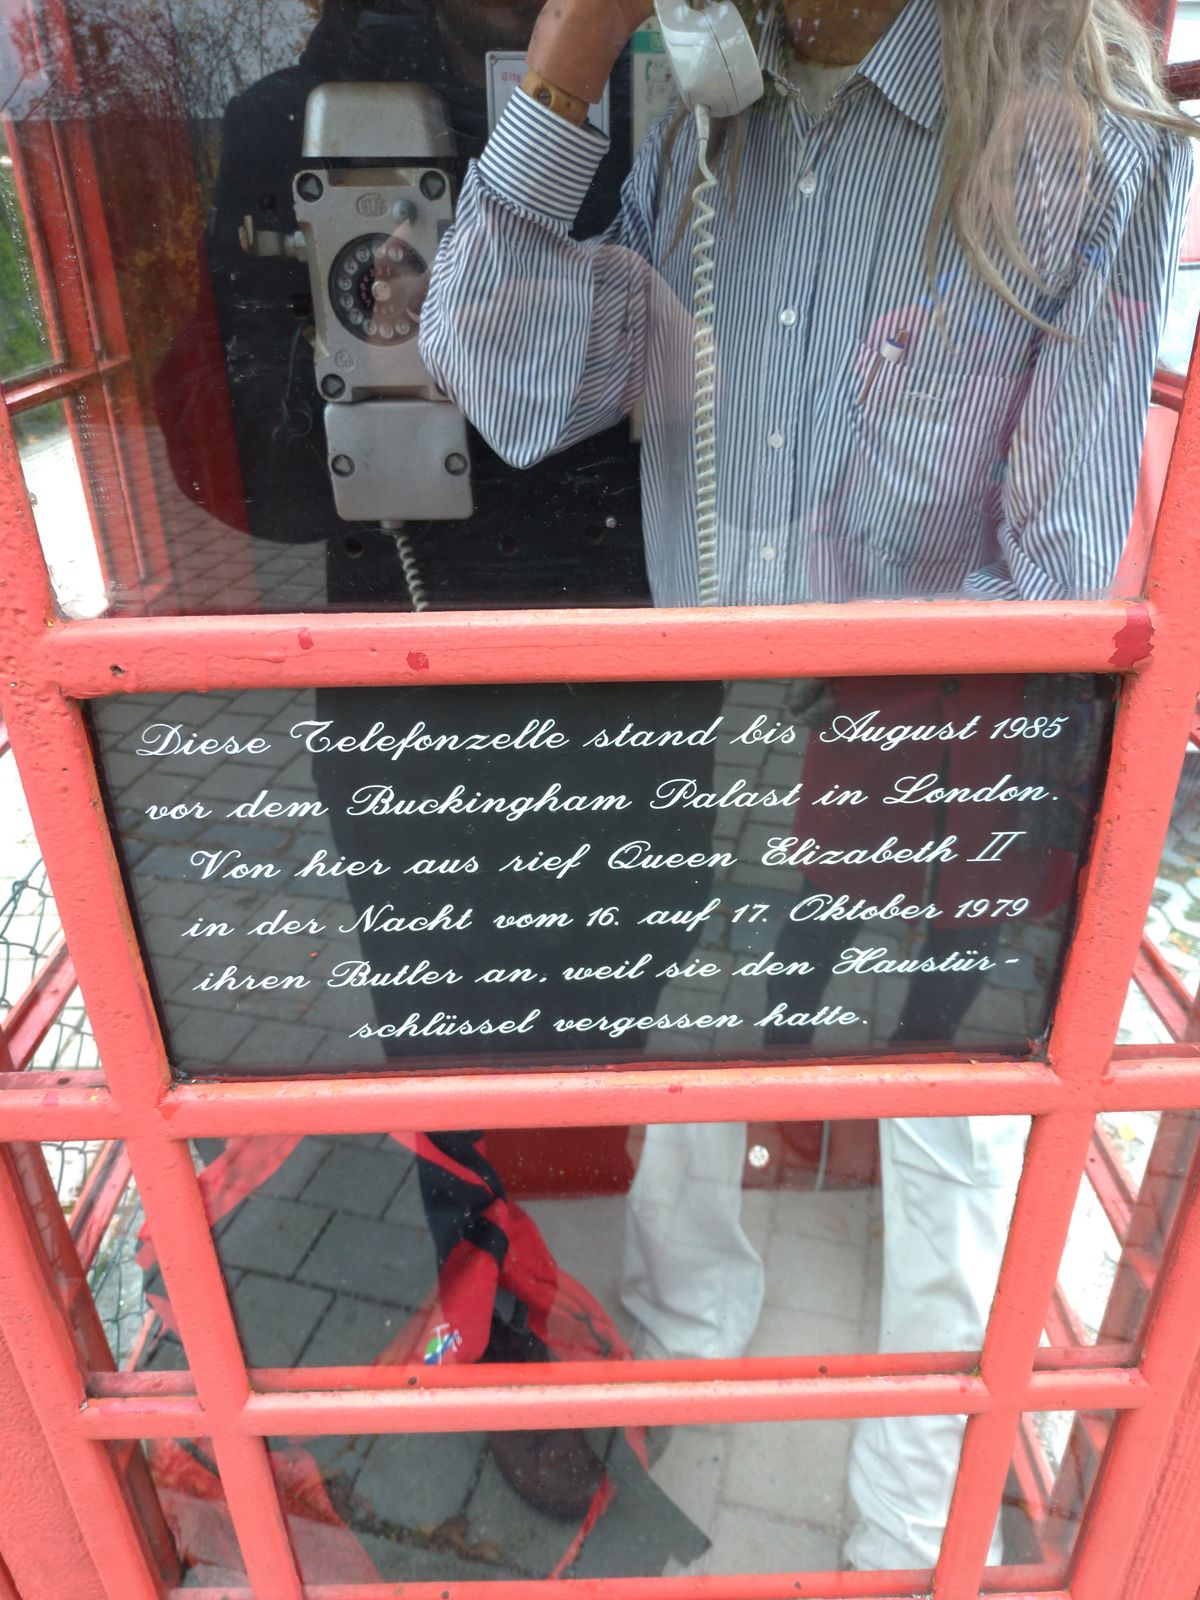 City
Diese Telefonzelle stand bis August 1985
vor dem Buckingham Palast in London.
Von hier aus rief Queen Elizabeth II
in der Nacht vom 16. auf 17. Oktober 1979
ihren Butler an, weil sie den Haustür-
schlüssel vergessen hatte.